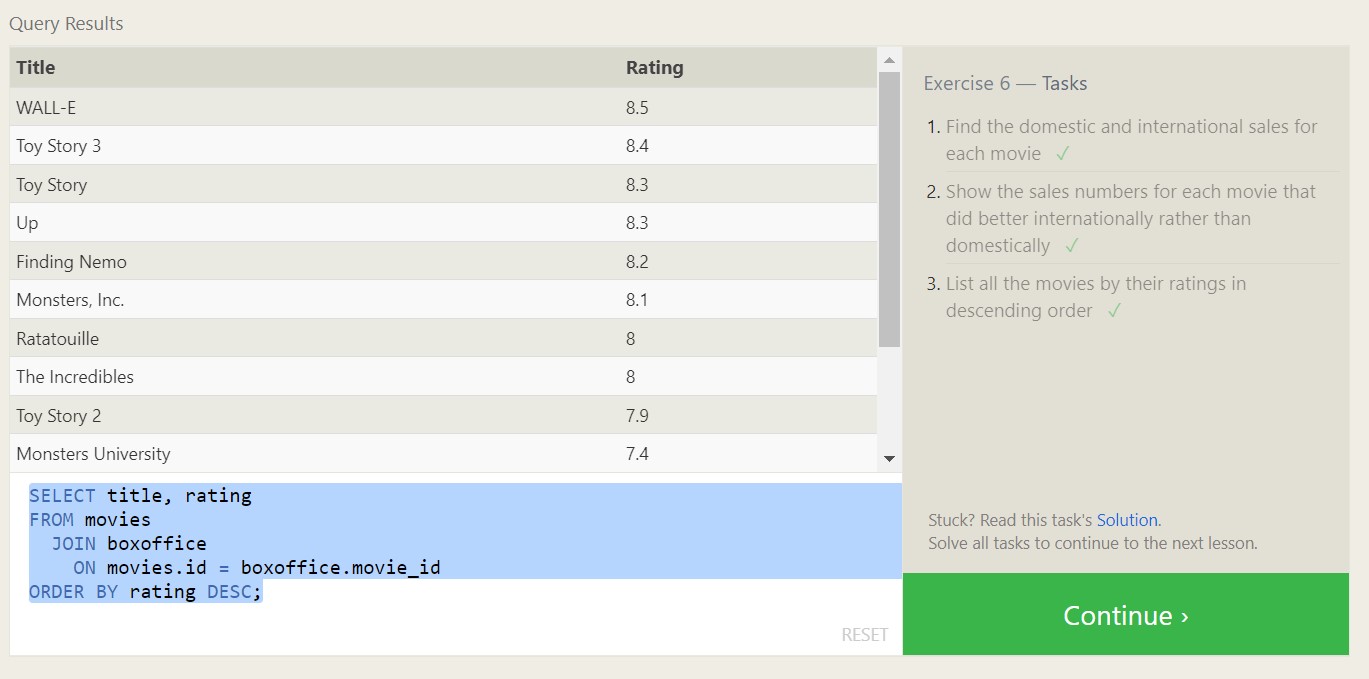 Query Results
Title Rating
WALL-E 8.5
Toy Story 3 8.4
Toy Story 8.3
Up 8.3
Finding Nemo 8.2
Monsters, Inc. 8.1
Ratatouille 8
The Incredibles 8
Toy Story 2 7.9
Monsters University 7.4
SELECT title, rating
FROM movies
  JOIN boxoffice
    ON movies.id = boxoffice.movie_id
ORDER BY rating DESC;
RESET
Exercise 6 — Tasks
1. Find the domestic and international sales for
each movie ✓
2. Show the sales numbers for each movie that
did better internationally rather than
domestically ✓
3. List all the movies by their ratings in
descending order ✓
Stuck? Read this task's Solution.
Solve all tasks to continue to the next lesson.
Continue ›